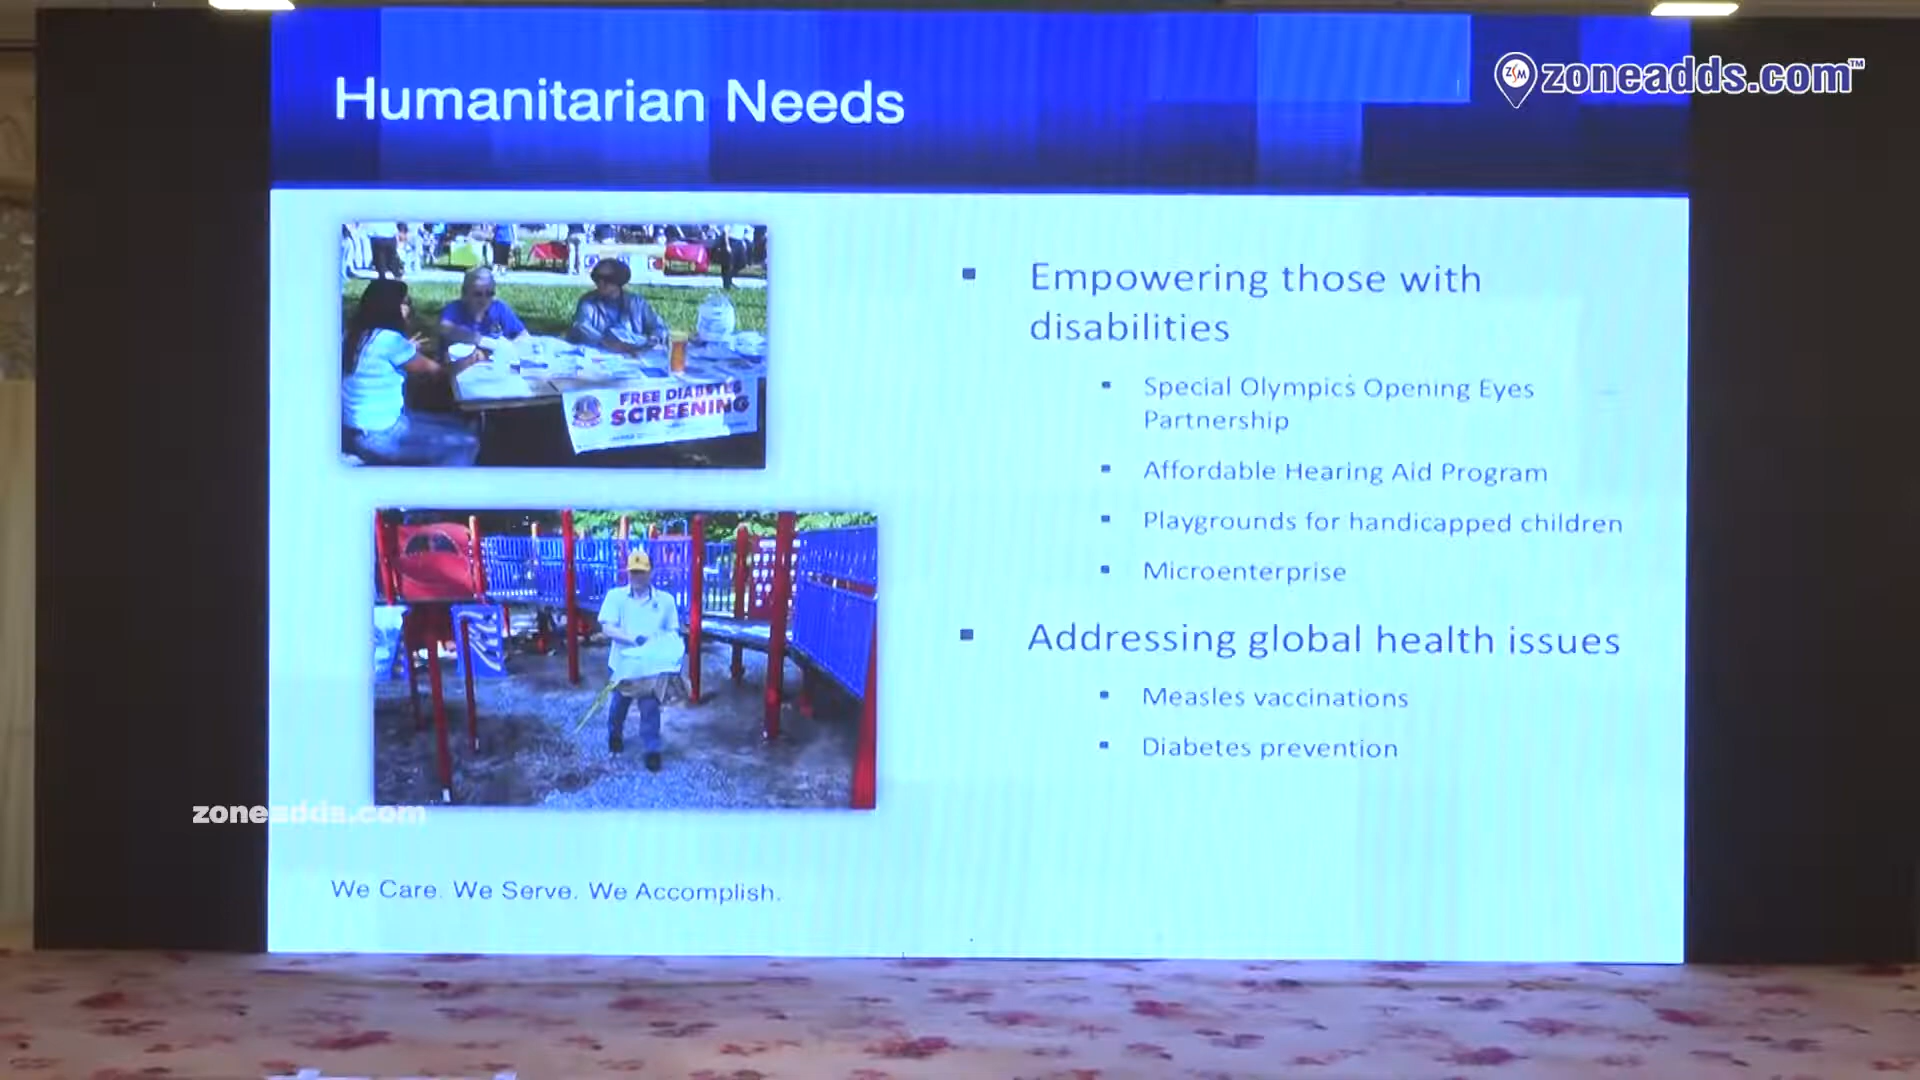 Humanitarian Needs
ZSM zoneadds.com™
FREE DIABETES
SCREENING
Empowering those with
disabilities
Special Olympics Opening Eyes
Partnership
Affordable Hearing Aid Program
Playgrounds for handicapped children
Microenterprise
Addressing global health issues
Measles vaccinations
Diabetes prevention
zoneadds.com
We Care. We Serve. We Accomplish.